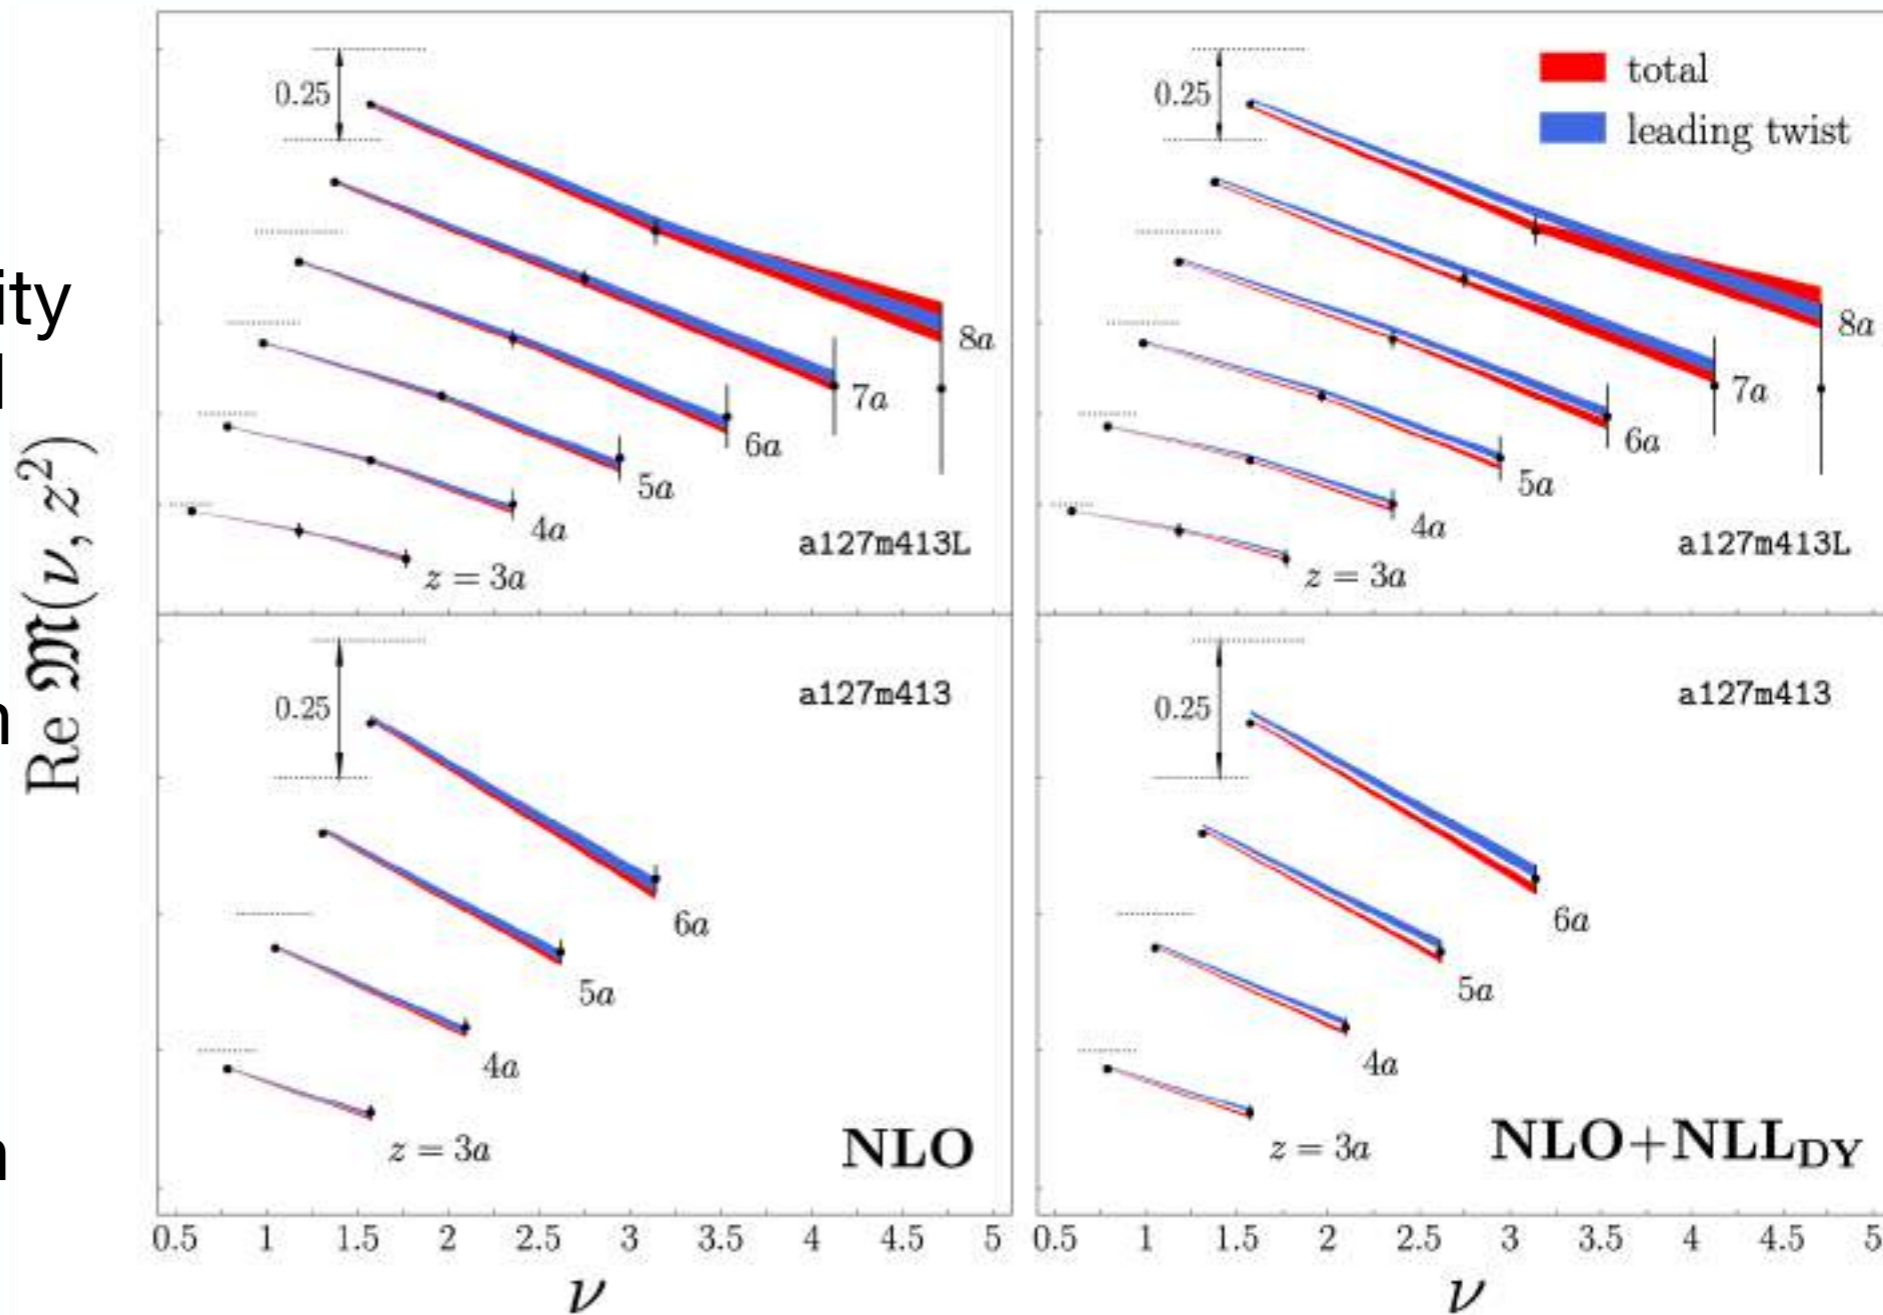 ity
n
Re 𝔐(ν, z²)
0.25
8a
7a
6a
5a
4a
z = 3a
a127m413L
0.25
total
leading twist
8a
7a
6a
5a
4a
z = 3a
a127m413L
0.25
a127m413
6a
5a
4a
z = 3a
NLO
0.25
a127m413
6a
5a
4a
z = 3a
NLO+NLL_DY
0.5 1 1.5 2 2.5 3 3.5 4 4.5 5
0.5 1 1.5 2 2.5 3 3.5 4 4.5 5
ν
ν